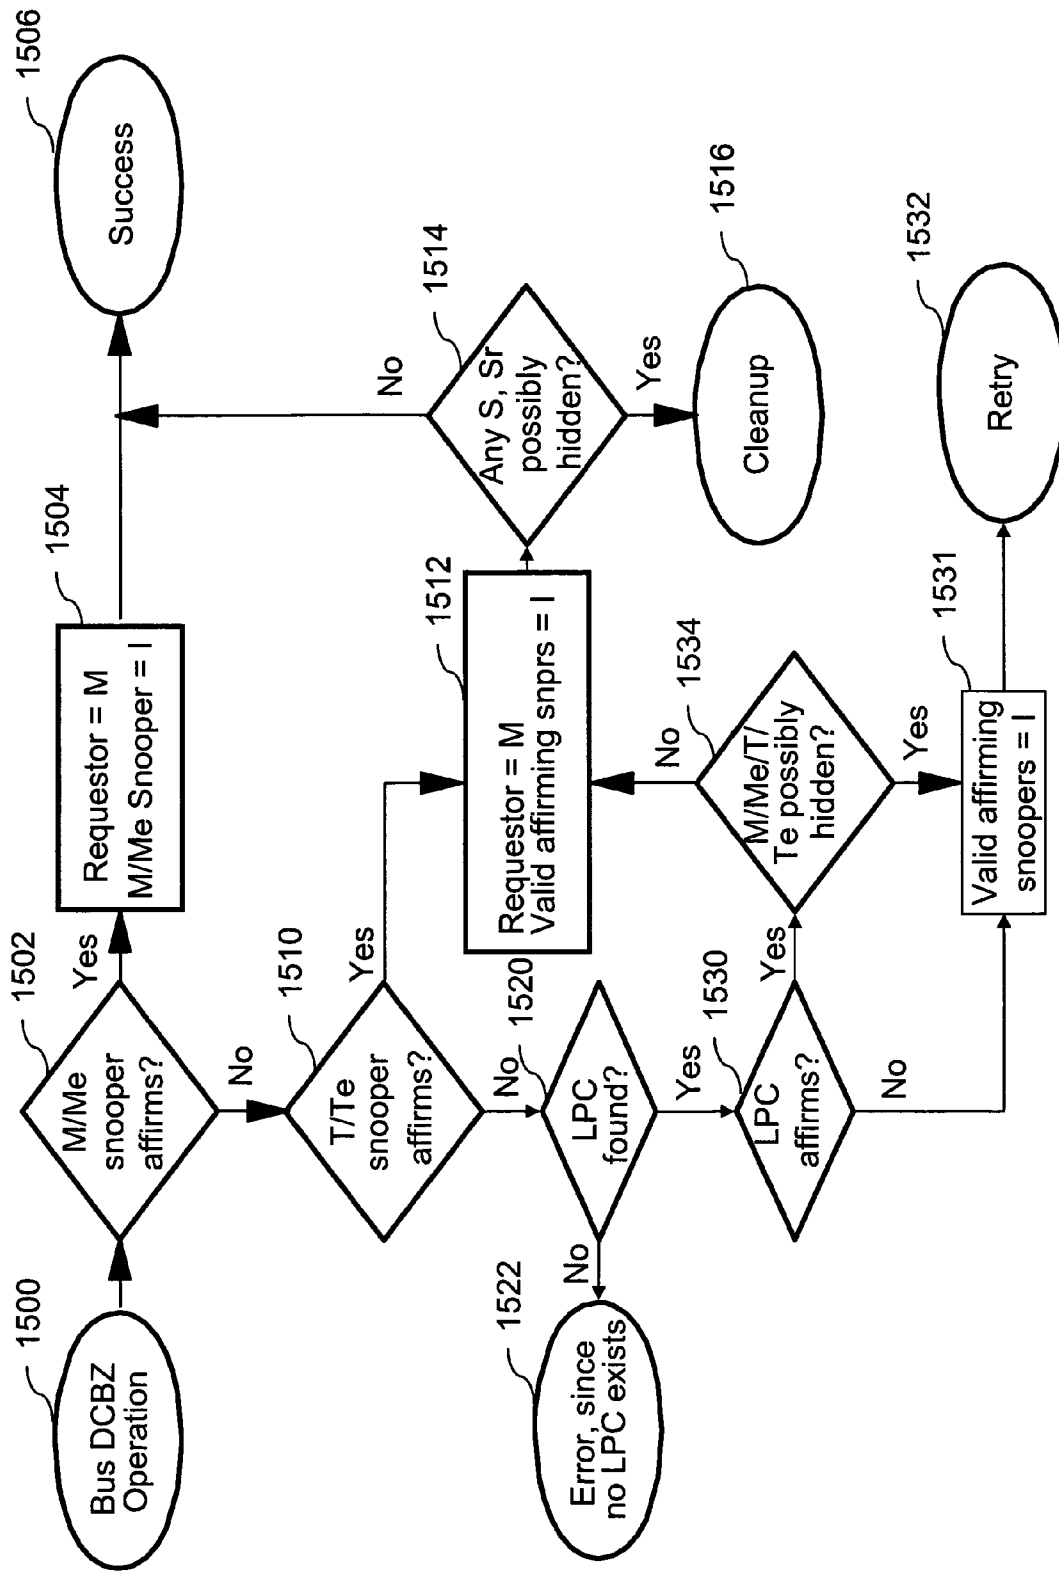 1500
Bus DCBZ
Operation
1502
M/Me
snooper
affirms?
Yes
No
1504
Requestor = M
M/Me Snooper = I
1506
Success
1510
T/Te
snooper
affirms?
Yes
No
1512
Requestor = M
Valid affirming snprs = I
1514
Any S, Sr
possibly
hidden?
No
Yes
1516
Cleanup
1520
LPC
found?
No
Yes
1522
Error, since
no LPC exists
1530
LPC
affirms?
Yes
No
1534
M/Me/T/
Te possibly
hidden?
No
Yes
1531
Valid affirming
snoopers = I
1532
Retry